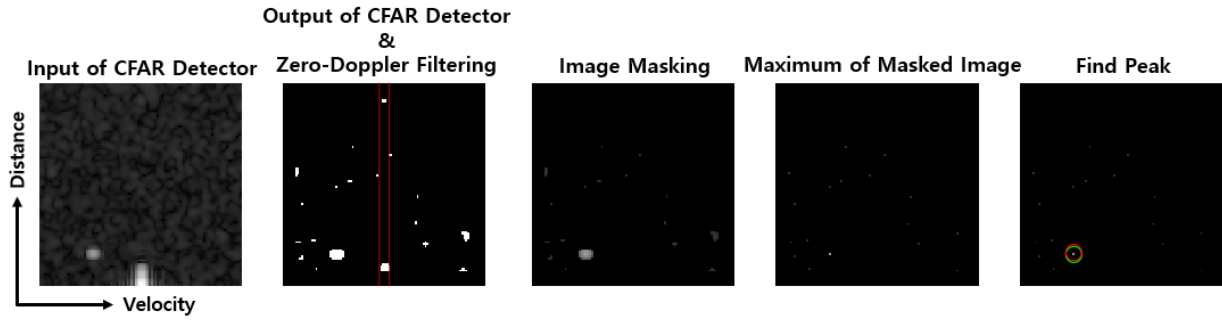 Output of CFAR Detector
&
Input of CFAR Detector
Zero-Doppler Filtering
Image Masking
Maximum of Masked Image
Find Peak
Distance
Velocity